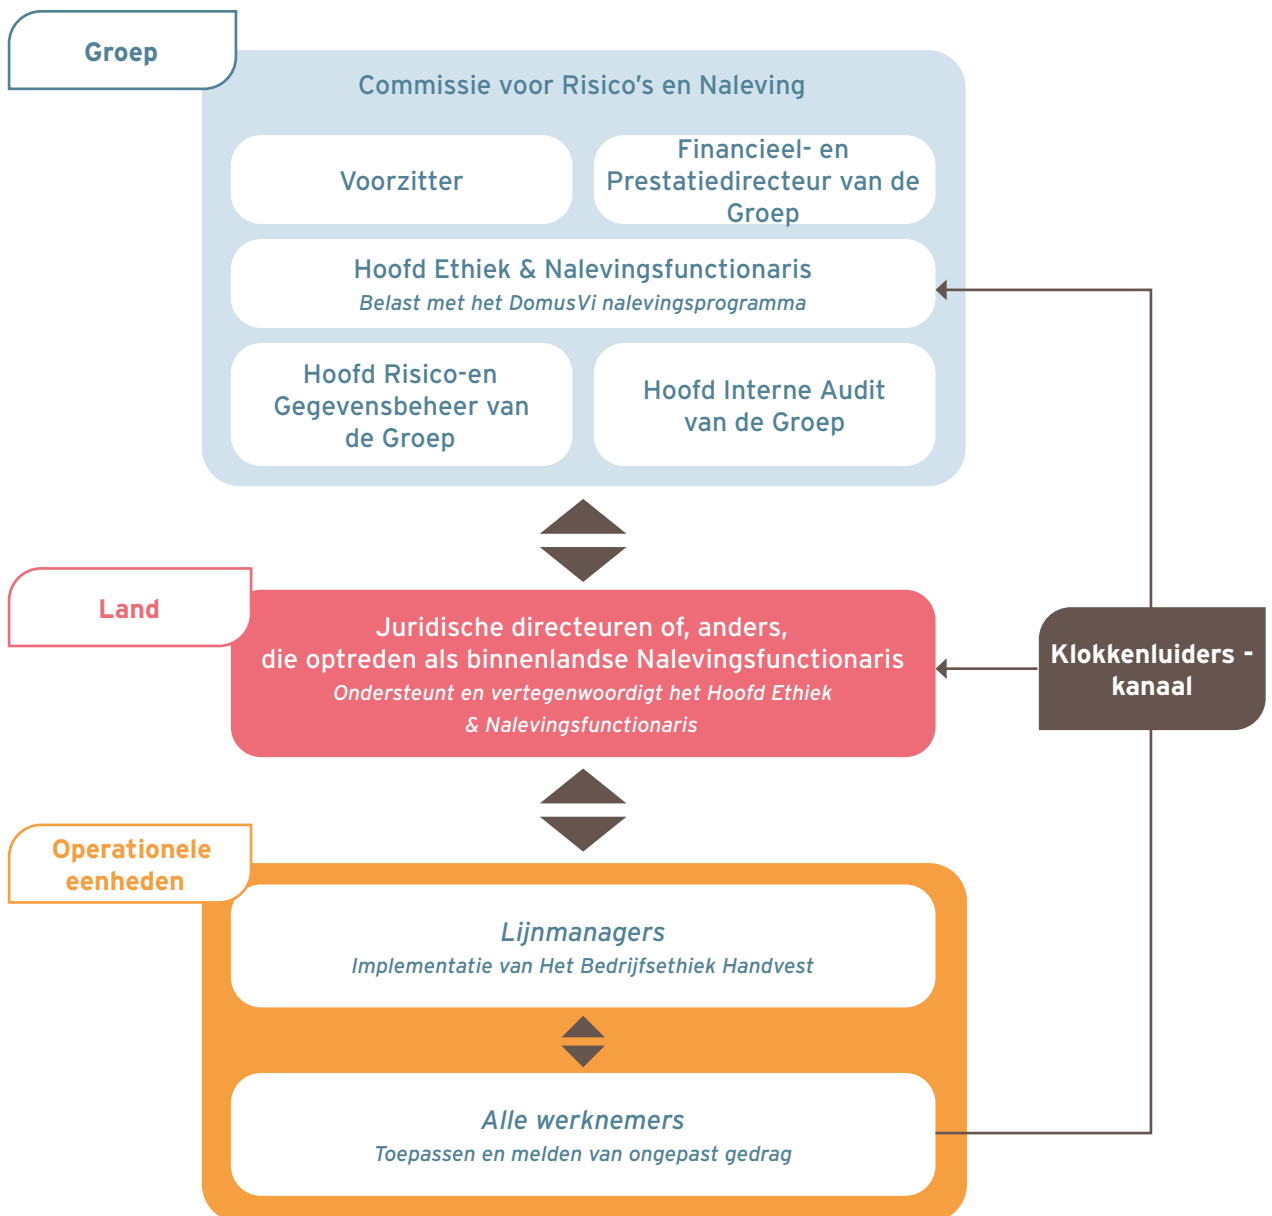 Groep
Commissie voor Risico's en Naleving
Voorzitter
Financieel- en
Prestatiedirecteur van de
Groep
Hoofd Ethiek & Nalevingsfunctionaris
Belast met het DomusVi nalevingsprogramma
Hoofd Risico-en
Gegevensbeheer van
de Groep
Hoofd Interne Audit
van de Groep
Land
Juridische directeuren of, anders,
die optreden als binnenlandse Nalevingsfunctionaris
Ondersteunt en vertegenwoordigt het Hoofd Ethiek
& Nalevingsfunctionaris
Klokkenluiders -
kanaal
Operationele
eenheden
Lijnmanagers
Implementatie van Het Bedrijfsethiek Handvest
Alle werknemers
Toepassen en melden van ongepast gedrag